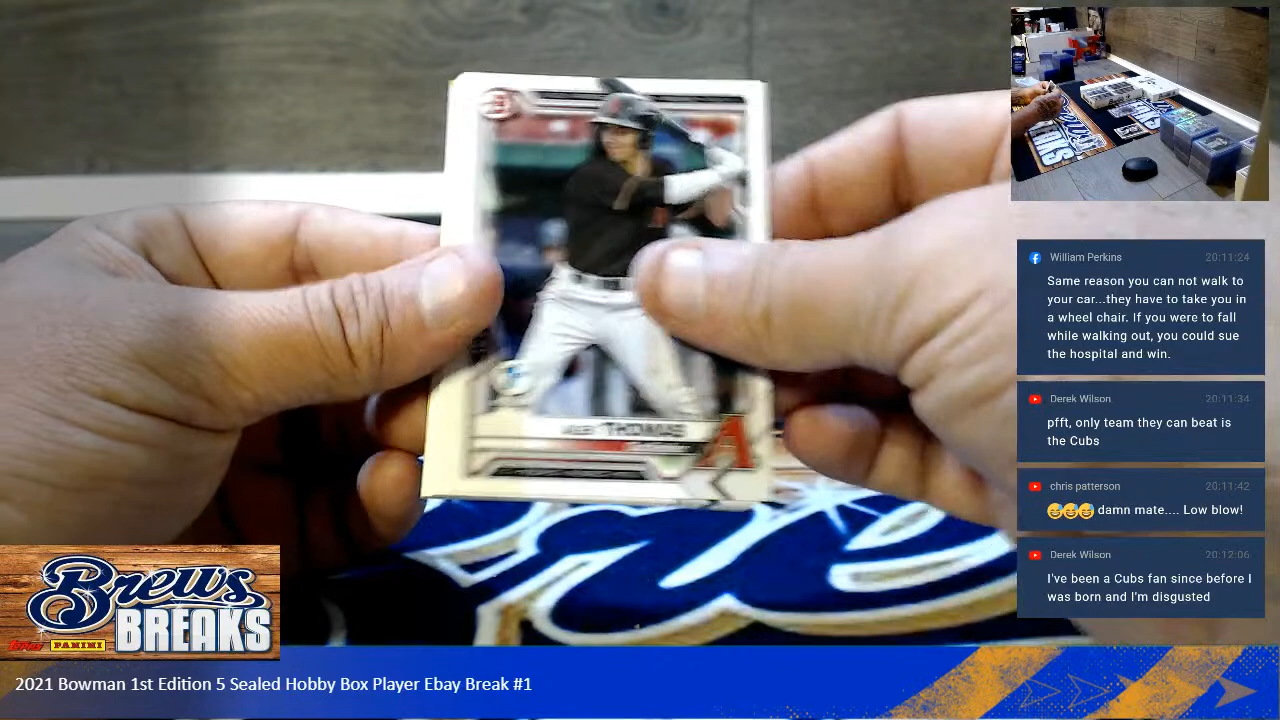 THOMAS
A
William Perkins 20:11:24
Same reason you can not walk to
your car...they have to take you in
a wheel chair. If you were to fall
while walking out, you could sue
the hospital and win.
Derek Wilson 20:11:34
pfft, only team they can beat is
the Cubs
chris patterson 20:11:42
😅😅😅 damn mate.... Low blow!
Derek Wilson 20:12:06
I've been a Cubs fan since before I
was born and I'm disgusted
Brews
BREAKS
topps PANINI
BREAKS
2021 Bowman 1st Edition 5 Sealed Hobby Box Player Ebay Break #1